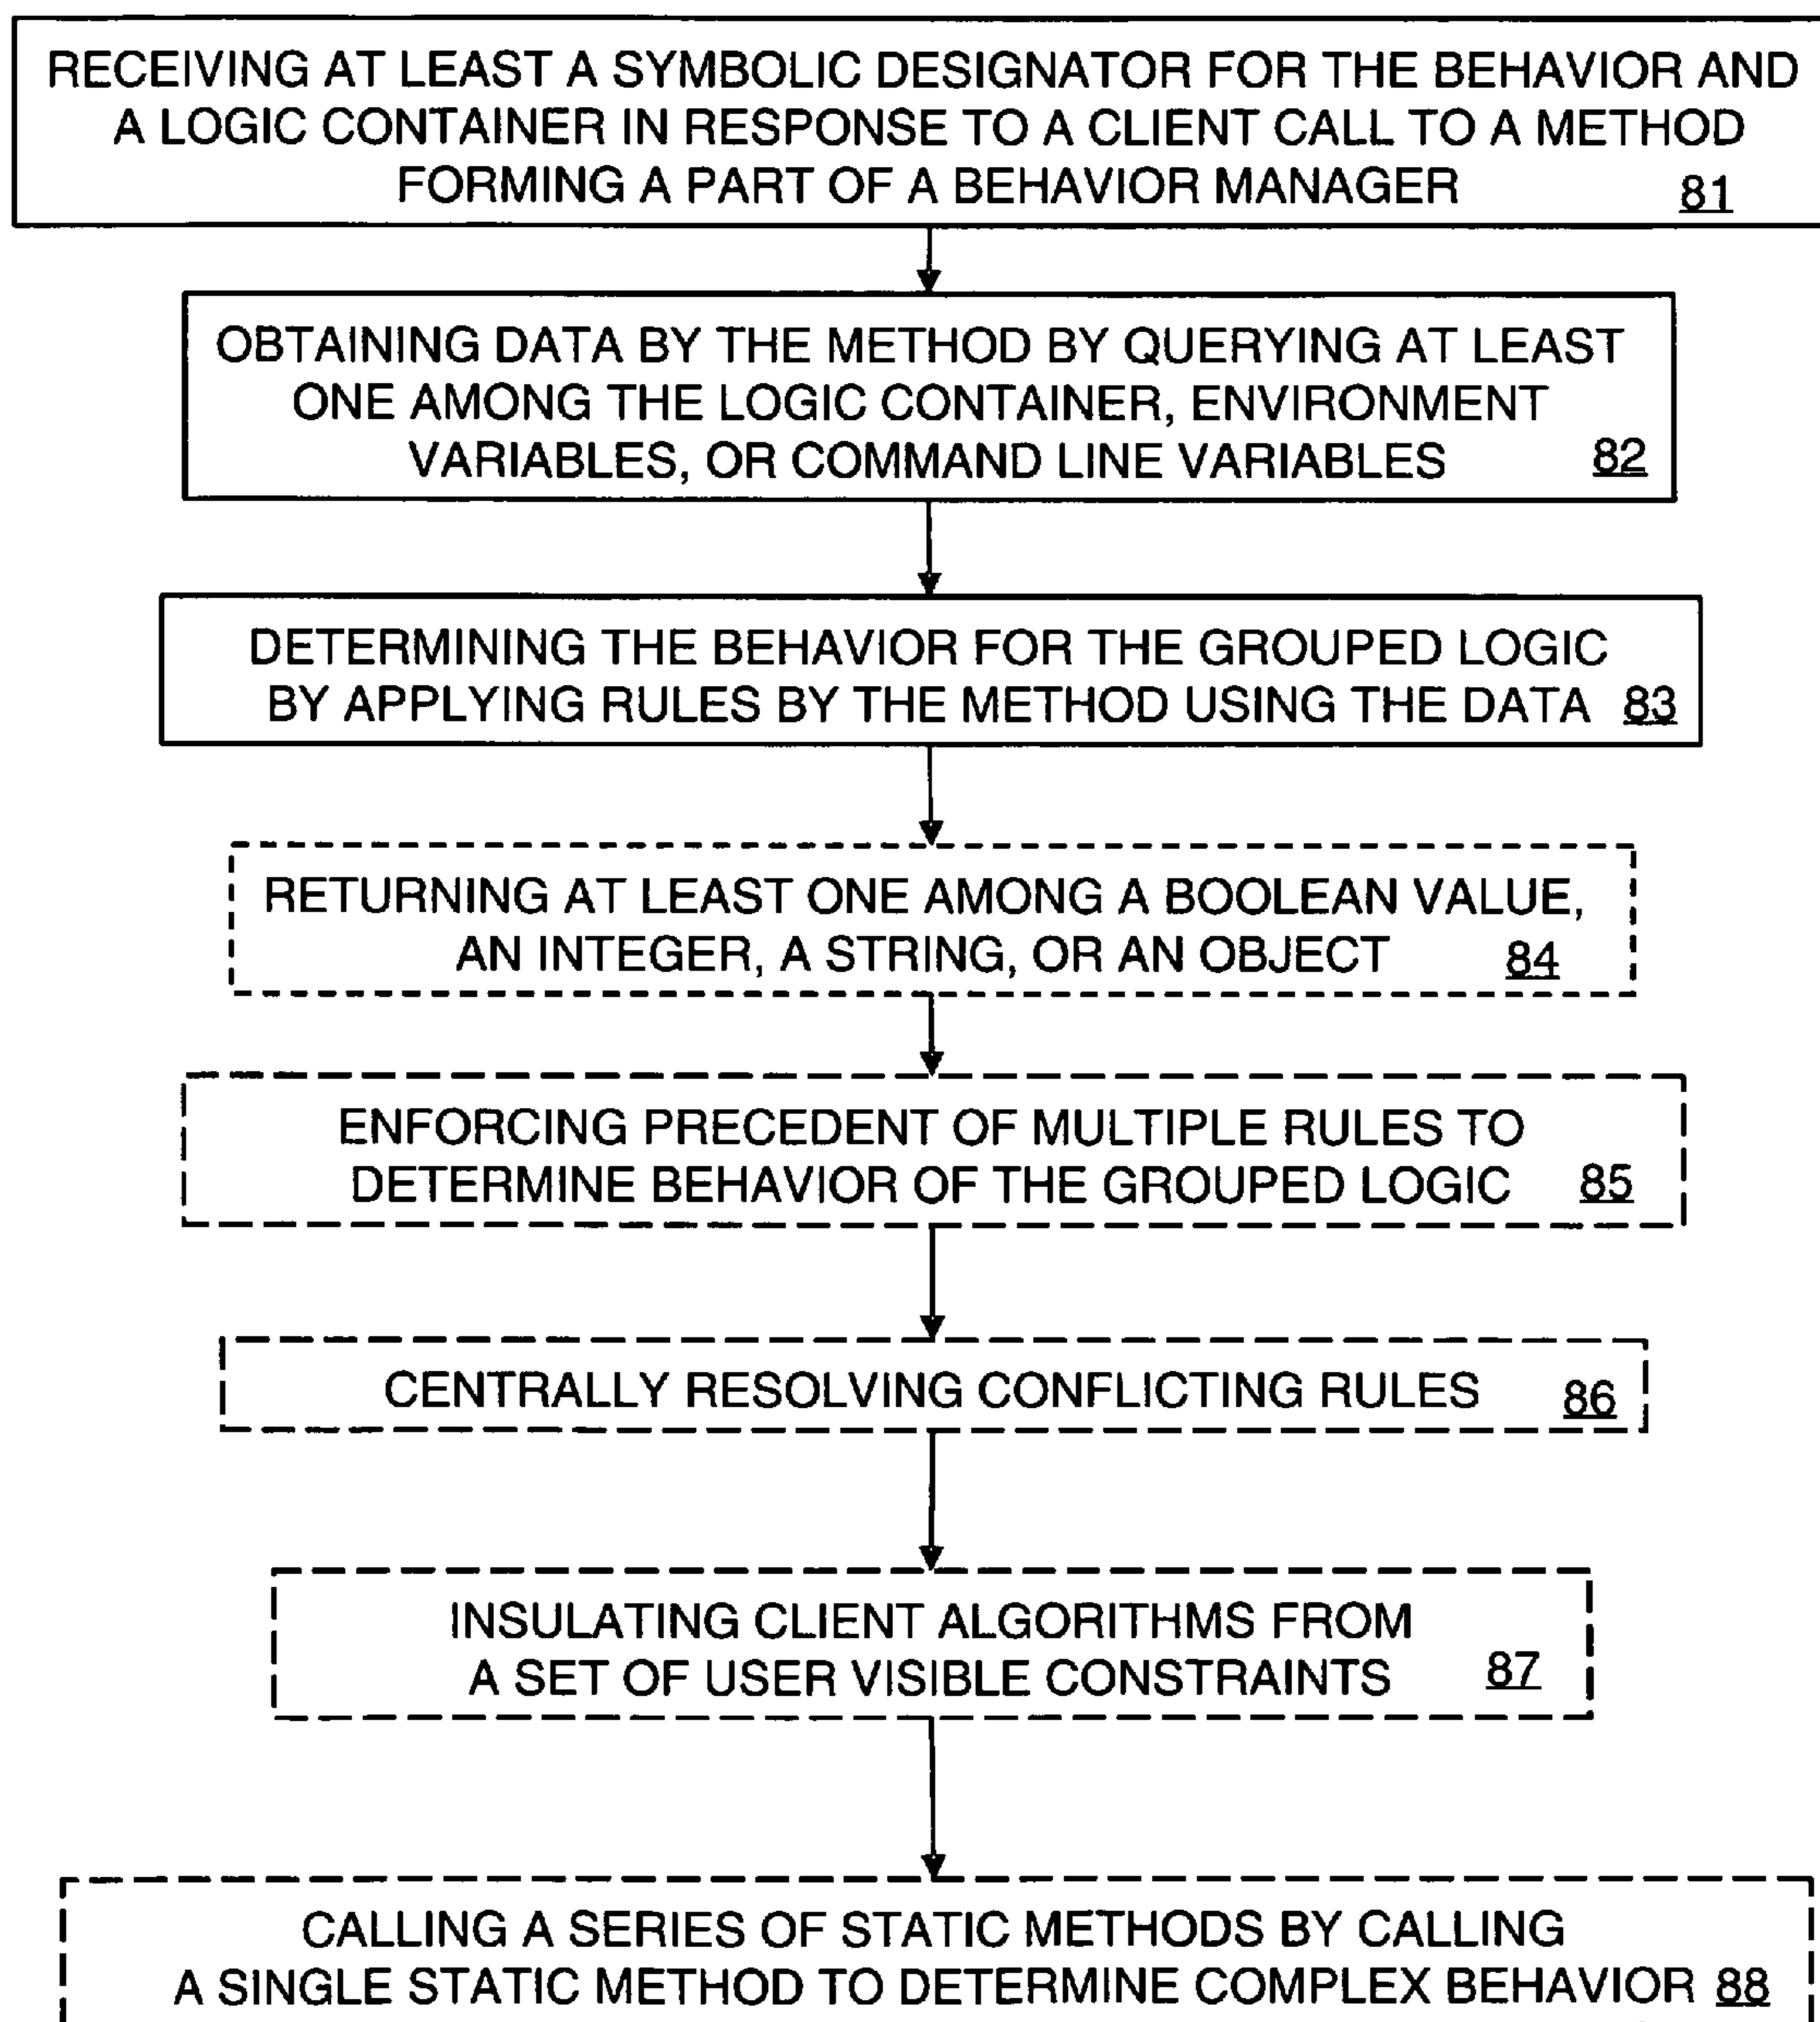 RECEIVING AT LEAST A SYMBOLIC DESIGNATOR FOR THE BEHAVIOR AND
A LOGIC CONTAINER IN RESPONSE TO A CLIENT CALL TO A METHOD
FORMING A PART OF A BEHAVIOR MANAGER 81
OBTAINING DATA BY THE METHOD BY QUERYING AT LEAST
ONE AMONG THE LOGIC CONTAINER, ENVIRONMENT
VARIABLES, OR COMMAND LINE VARIABLES 82
DETERMINING THE BEHAVIOR FOR THE GROUPED LOGIC
BY APPLYING RULES BY THE METHOD USING THE DATA 83
RETURNING AT LEAST ONE AMONG A BOOLEAN VALUE,
AN INTEGER, A STRING, OR AN OBJECT 84
ENFORCING PRECEDENT OF MULTIPLE RULES TO
DETERMINE BEHAVIOR OF THE GROUPED LOGIC 85
CENTRALLY RESOLVING CONFLICTING RULES 86
INSULATING CLIENT ALGORITHMS FROM
A SET OF USER VISIBLE CONSTRAINTS 87
CALLING A SERIES OF STATIC METHODS BY CALLING
A SINGLE STATIC METHOD TO DETERMINE COMPLEX BEHAVIOR 88